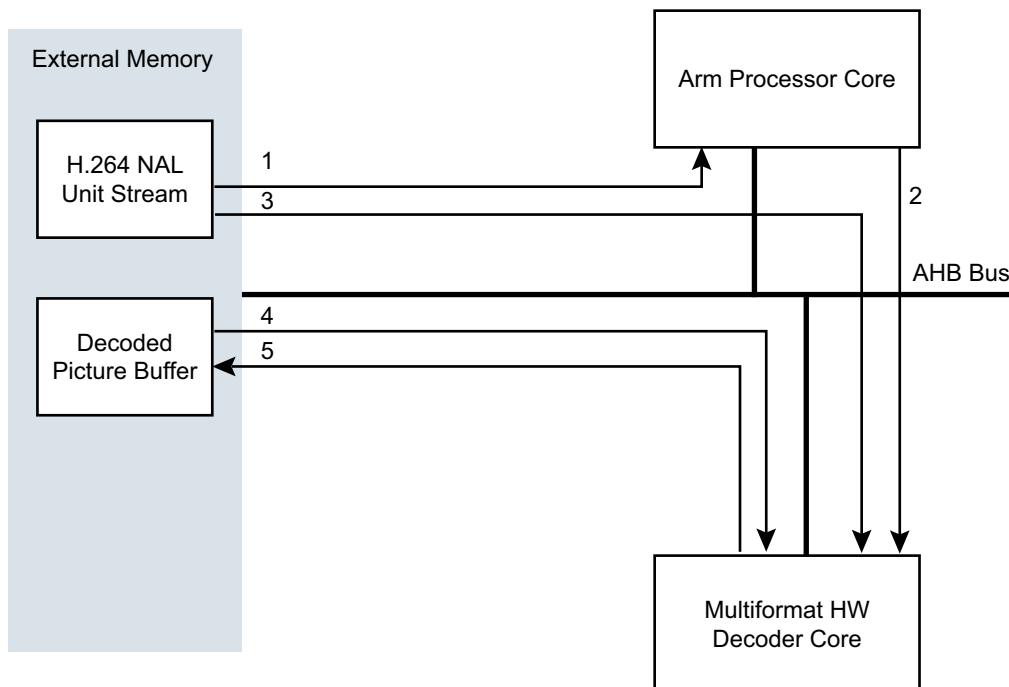 External Memory
Arm Processor Core
H.264 NAL
Unit Stream
1
3
2
AHB Bus
Decoded
Picture Buffer
4
5
Multiformat HW
Decoder Core